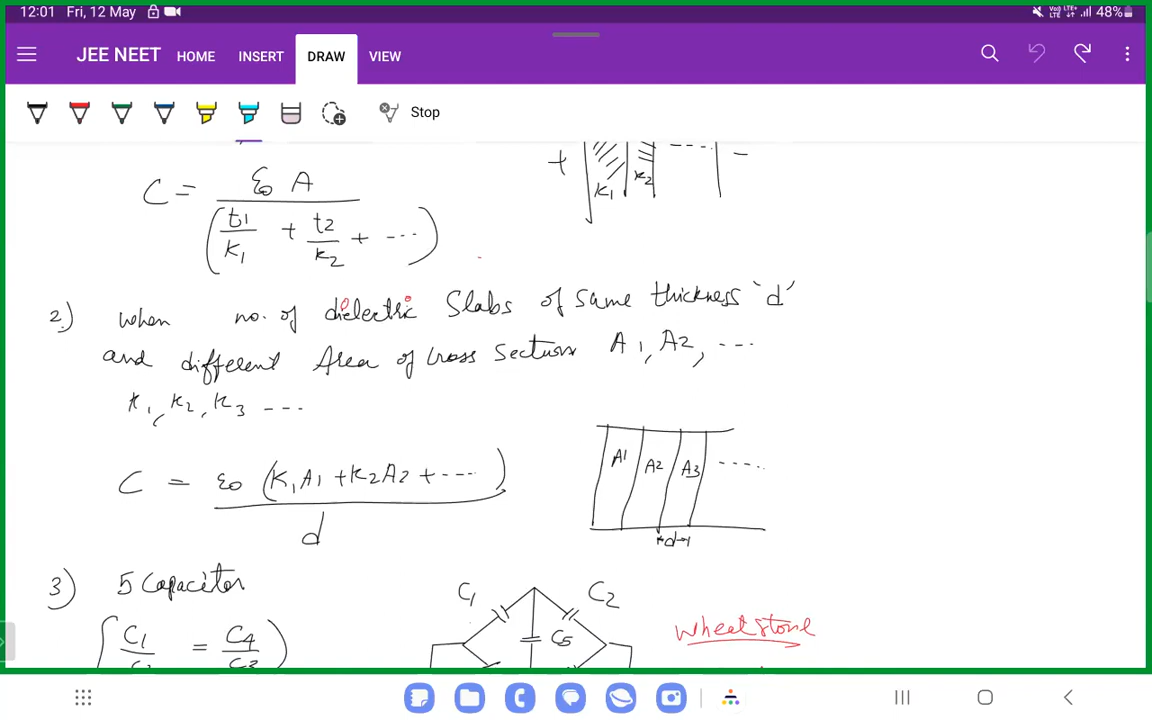 12:01 Fri, 12 May 48%
JEE NEET HOME INSERT DRAW VIEW
Stop
+ K1 K2 ---- −
C = ε0 A
(t1/K1 + t2/K2 + ----)
2.) when no. of dielectric Slabs of same thickness 'd'
and different Area of Cross Section A1, A2, ---
K1, K2, K3 ----
C = ε0 (K1A1 + K2A2 + ----)
d
A1 A2 A3 -----
d
3) 5 Capacitor
C1 C2
C5
Wheatstone
C1 = C4